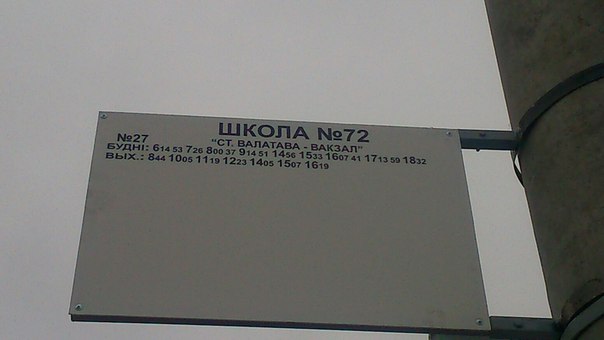 ШКОЛА №72
№27 "СТ. ВАЛАТАВА - ВАКЗАЛ"
БУДНІ: 614 53 726 800 37 914 51 1456 1533 1607 41 1713 59 1832
ВЫХ.: 844 1005 1119 1223 1405 1507 1619